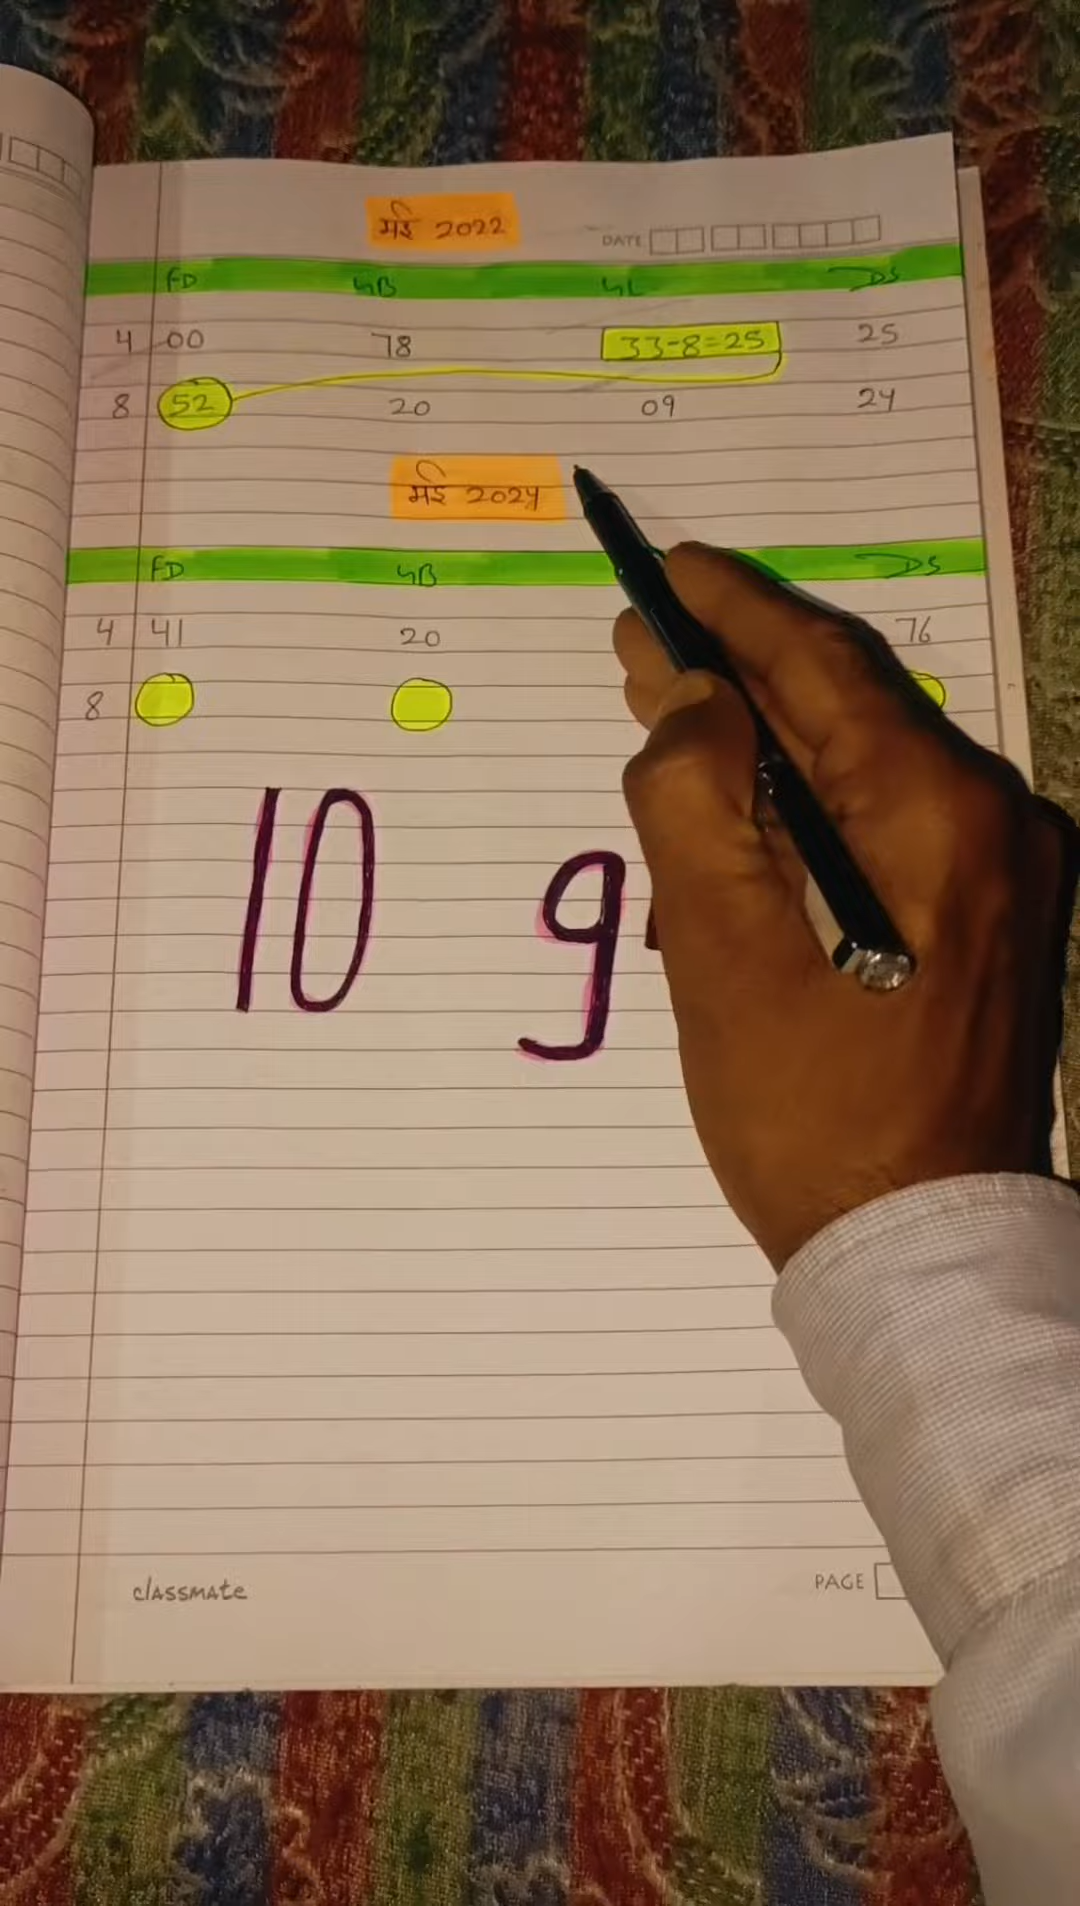 मई 2022
DATE
FD GB GL DS
4 00 78 33-8=25 25
8 52 20 09 24
मई 2024
FD GB DS
4 41 20 76
8
10 9
classmate
PAGE